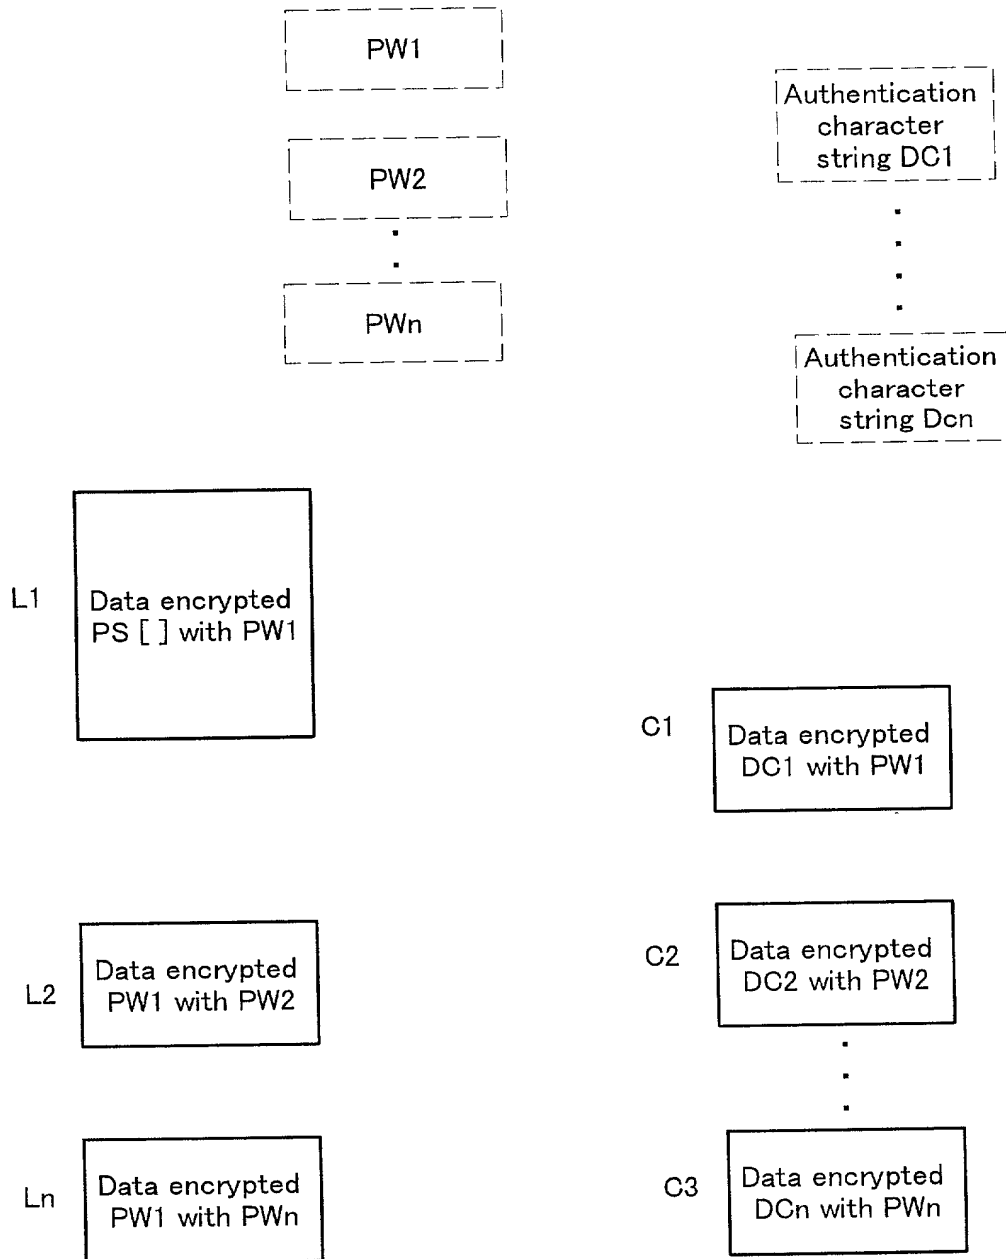 PW1
PW2
PWn
Authentication
character
string DC1
Authentication
character
string Dcn
L1
Data encrypted
PS [ ] with PW1
C1
Data encrypted
DC1 with PW1
L2
Data encrypted
PW1 with PW2
C2
Data encrypted
DC2 with PW2
Ln
Data encrypted
PW1 with PWn
C3
Data encrypted
DCn with PWn